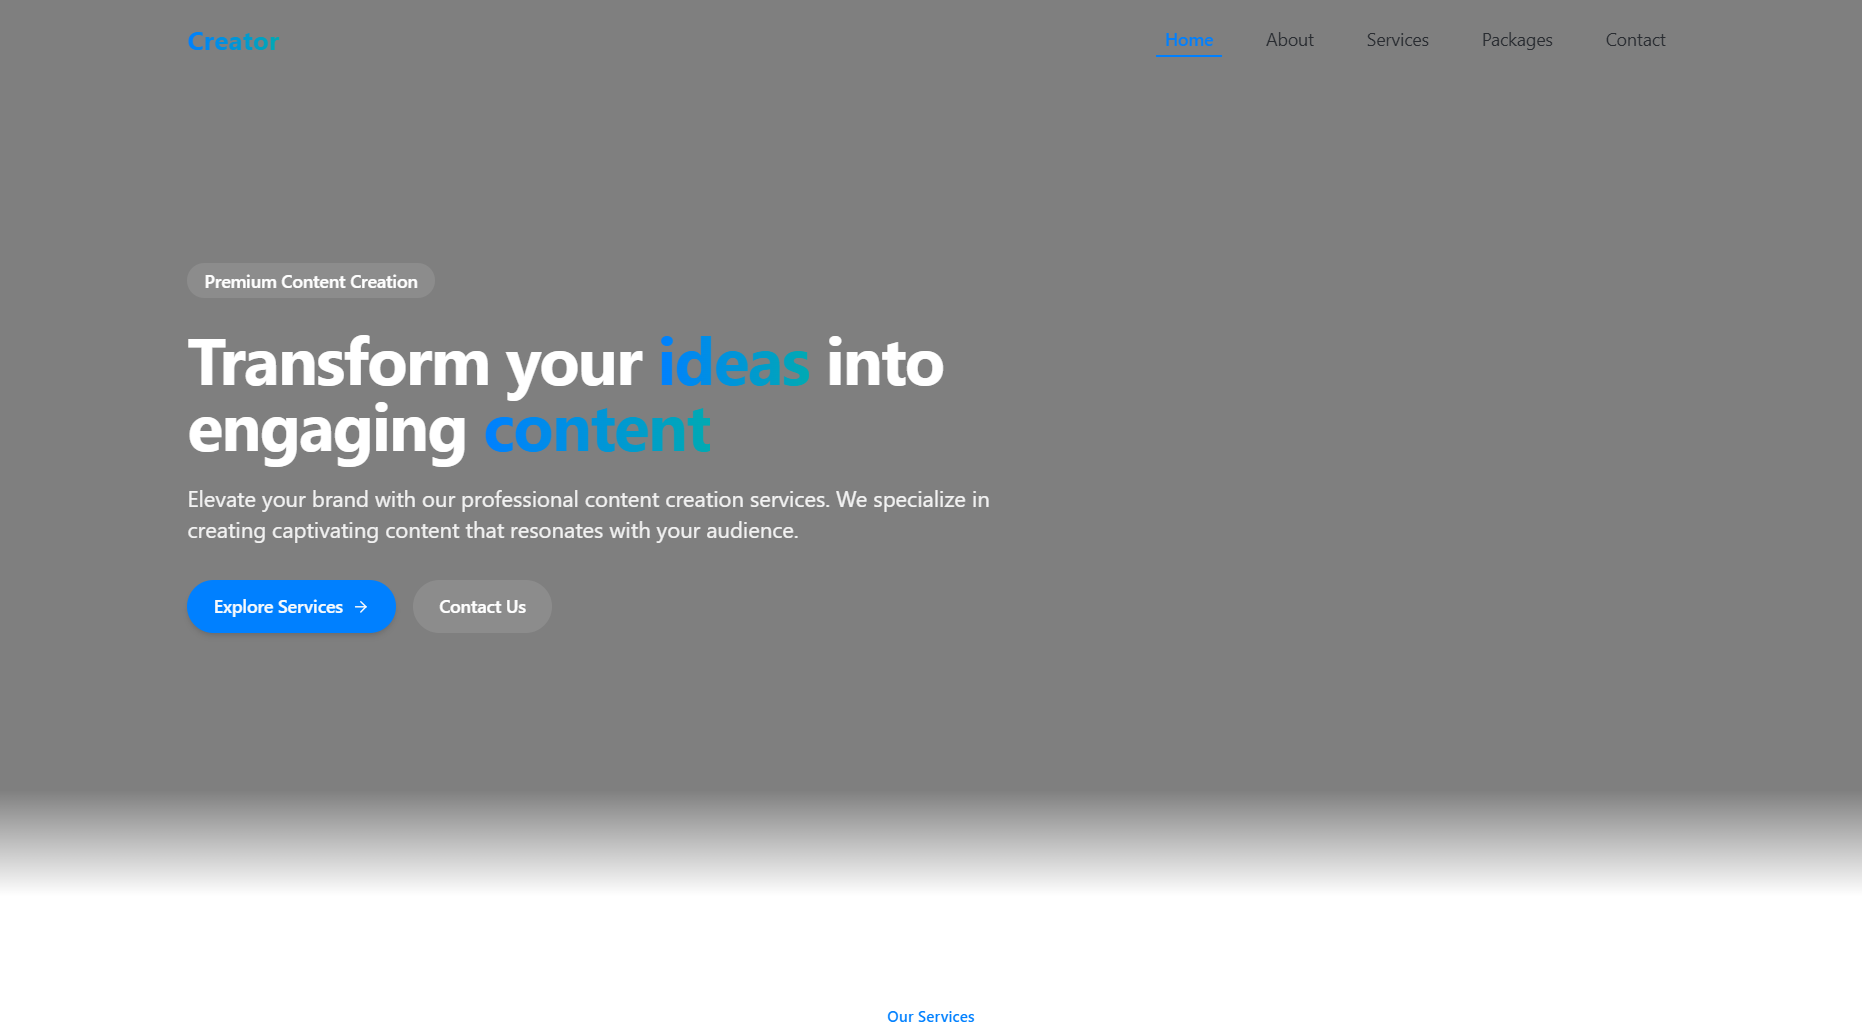 Creator
Home
About
Services
Packages
Contact
Premium Content Creation
Transform your ideas into
engaging content
Elevate your brand with our professional content creation services. We specialize in
creating captivating content that resonates with your audience.
Explore Services
Contact Us
Our Services